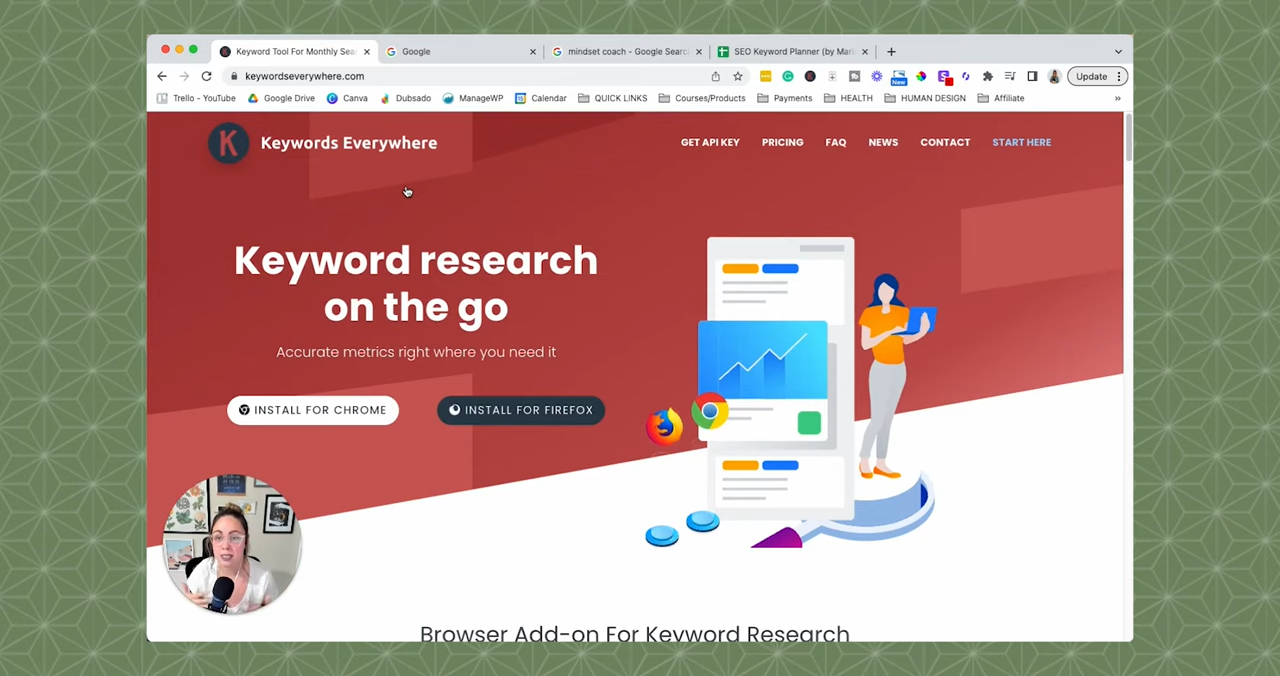 Keyword Tool For Monthly Sea
Google
mindset coach - Google Searc
SEO Keyword Planner (by Mari
keywordseverywhere.com
New
Update
Trello - YouTube
Google Drive
Canva
Dubsado
ManageWP
Calendar
QUICK LINKS
Courses/Products
Payments
HEALTH
HUMAN DESIGN
Affiliate
»
K
Keywords Everywhere
GET API KEY
PRICING
FAQ
NEWS
CONTACT
START HERE
Keyword research
on the go
Accurate metrics right where you need it
INSTALL FOR CHROME
INSTALL FOR FIREFOX
Browser Add-on For Keyword Research